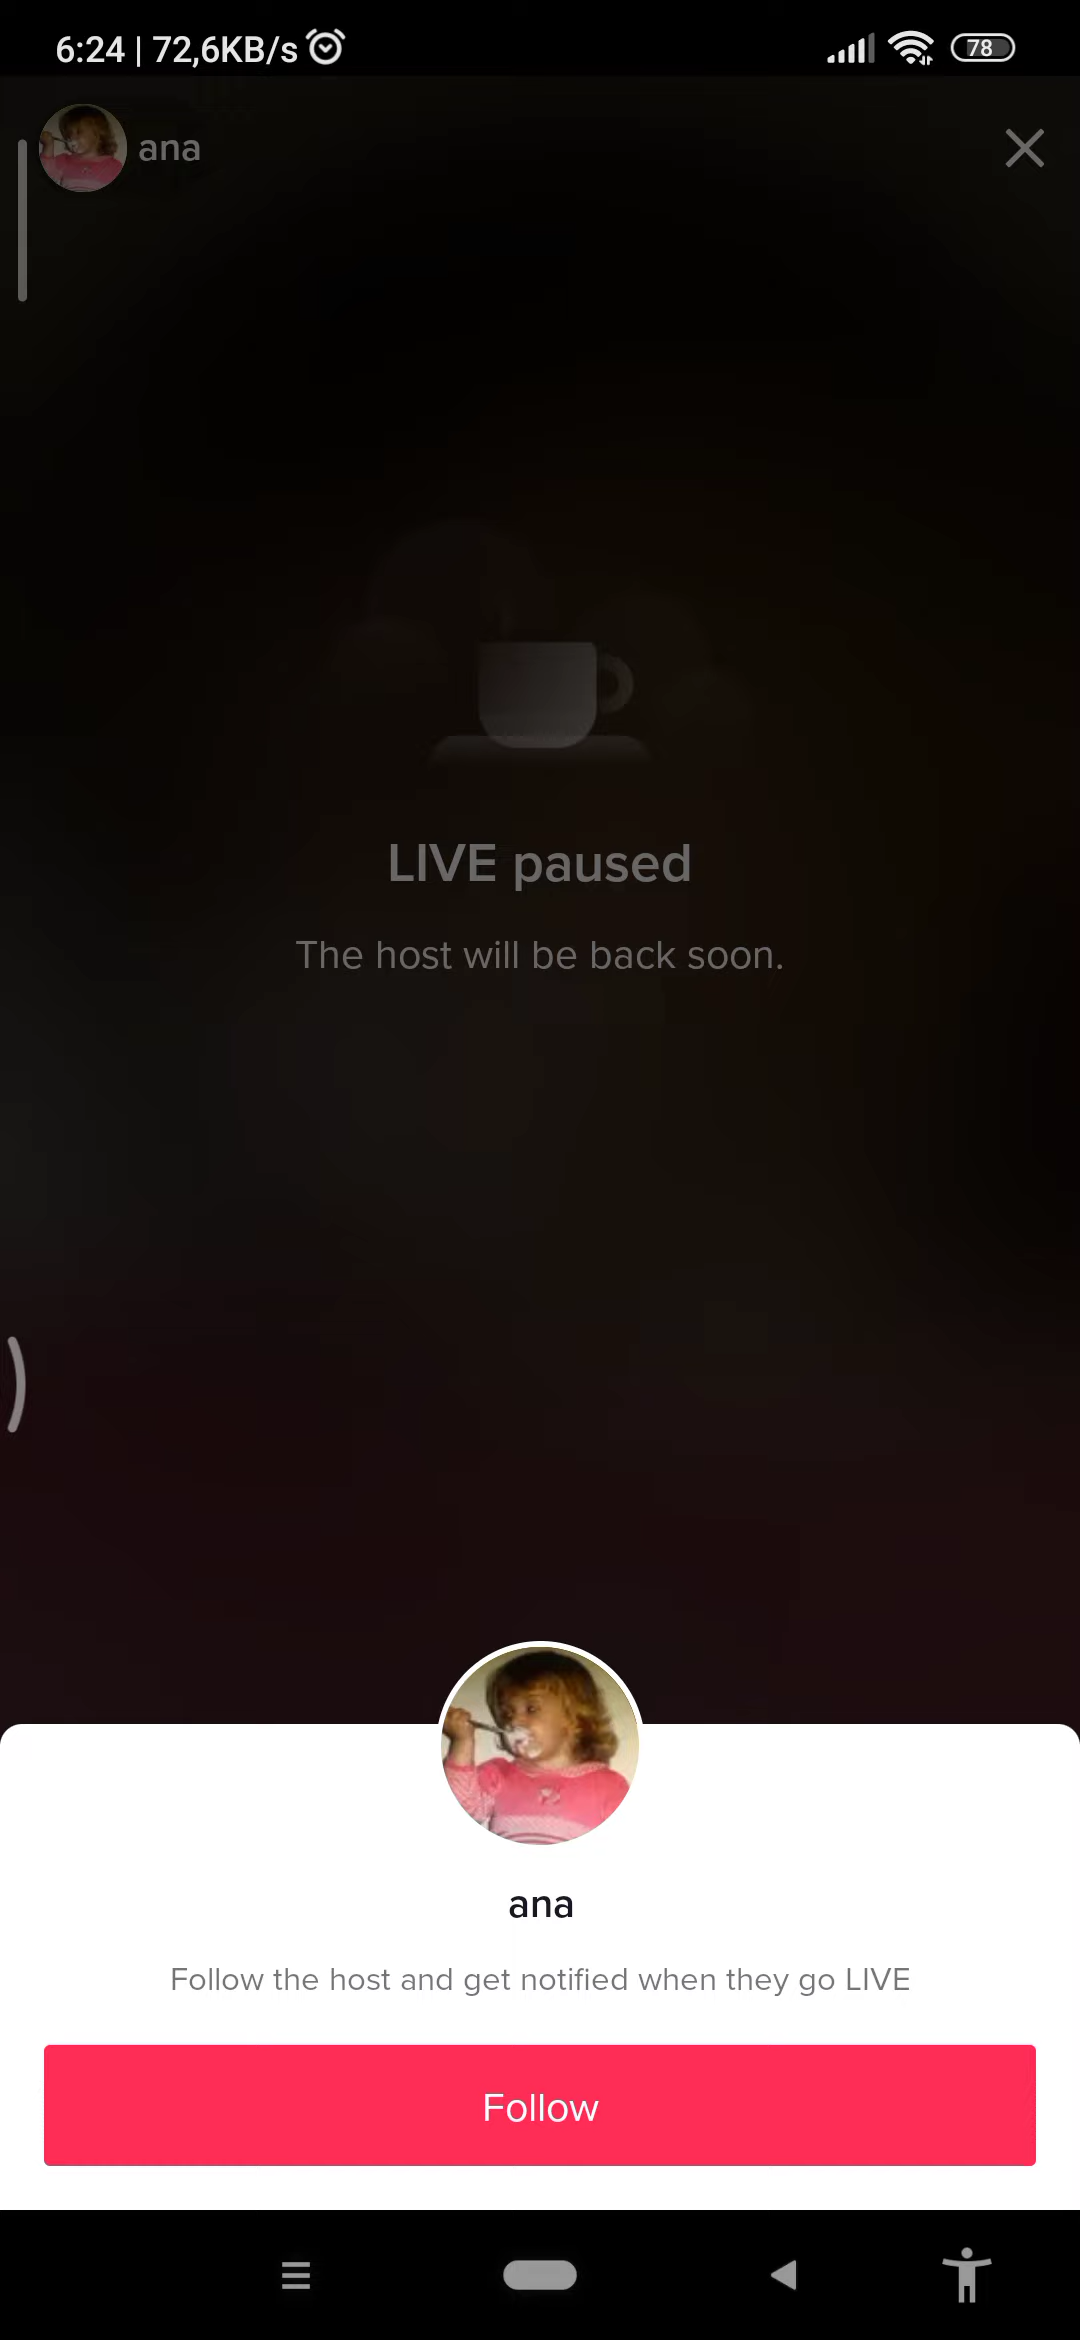 6:24 | 72,6KB/s
78
ana
LIVE paused
The host will be back soon.
ana
Follow the host and get notified when they go LIVE
Follow